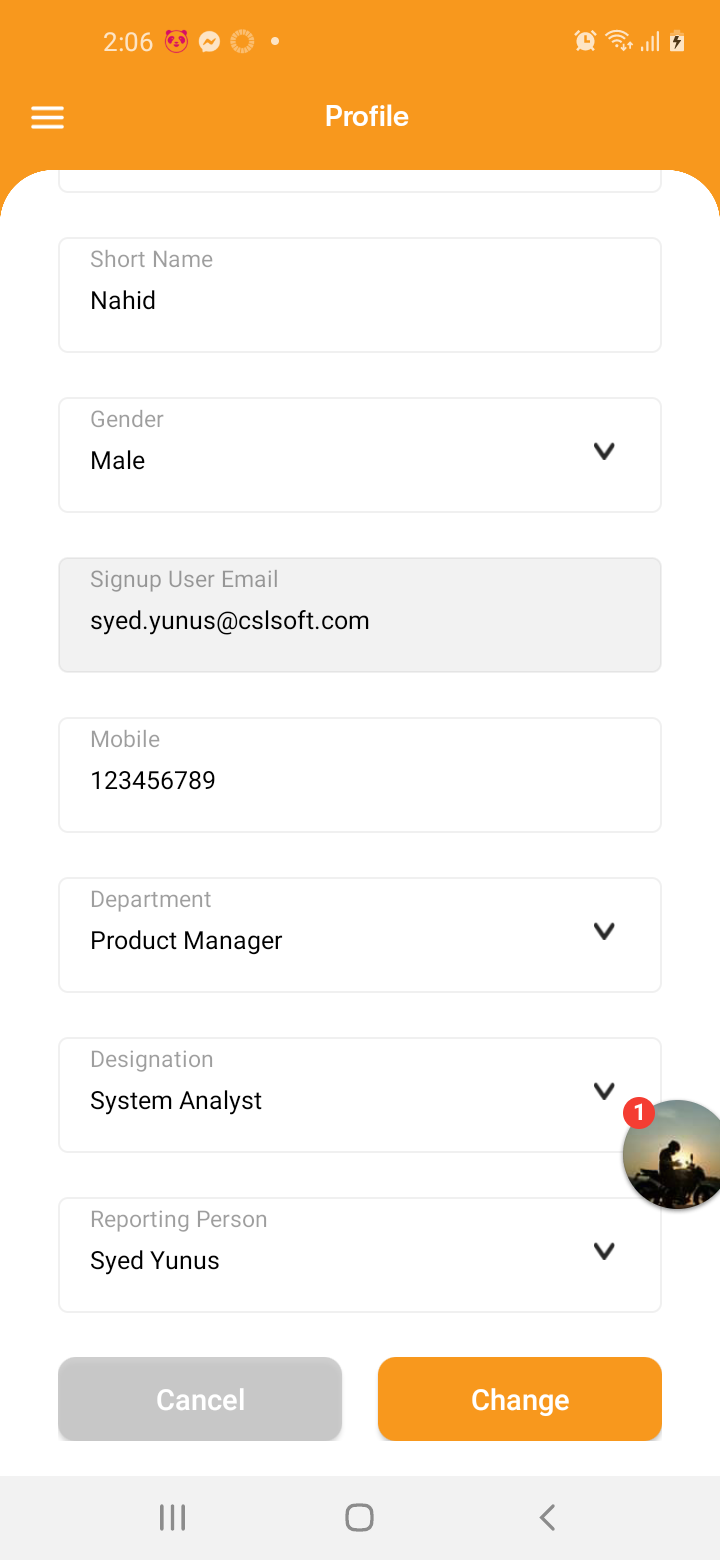 2:06
Profile
Short Name
Nahid
Gender
Male
Signup User Email
syed.yunus@cslsoft.com
Mobile
123456789
Department
Product Manager
Designation
System Analyst
1
Reporting Person
Syed Yunus
Cancel
Change